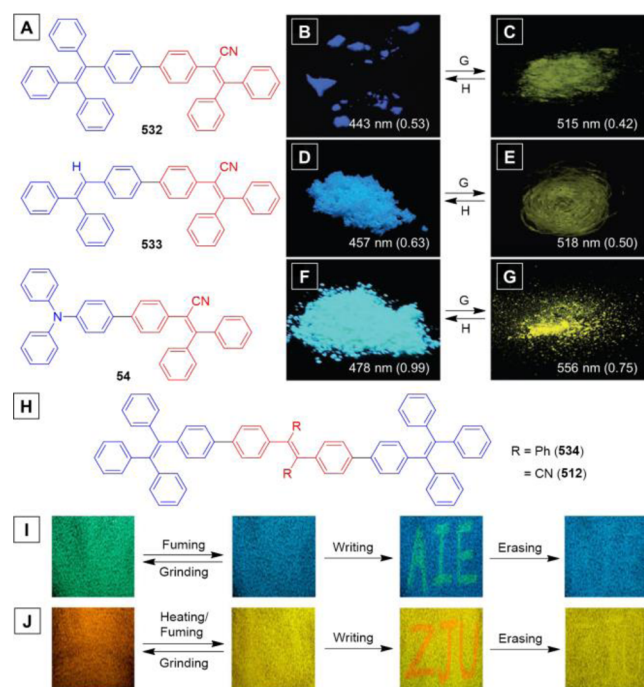 A
B
C
CN
G
H
532
443 nm (0.53)
515 nm (0.42)
D
E
H
CN
G
H
533
457 nm (0.63)
518 nm (0.50)
F
G
N
CN
G
H
54
478 nm (0.99)
556 nm (0.75)
H
R
R
R = Ph (534)
= CN (512)
I
Fuming
Grinding
Writing
AIE
Erasing
J
Heating/
Fuming
Grinding
Writing
ZJU
Erasing